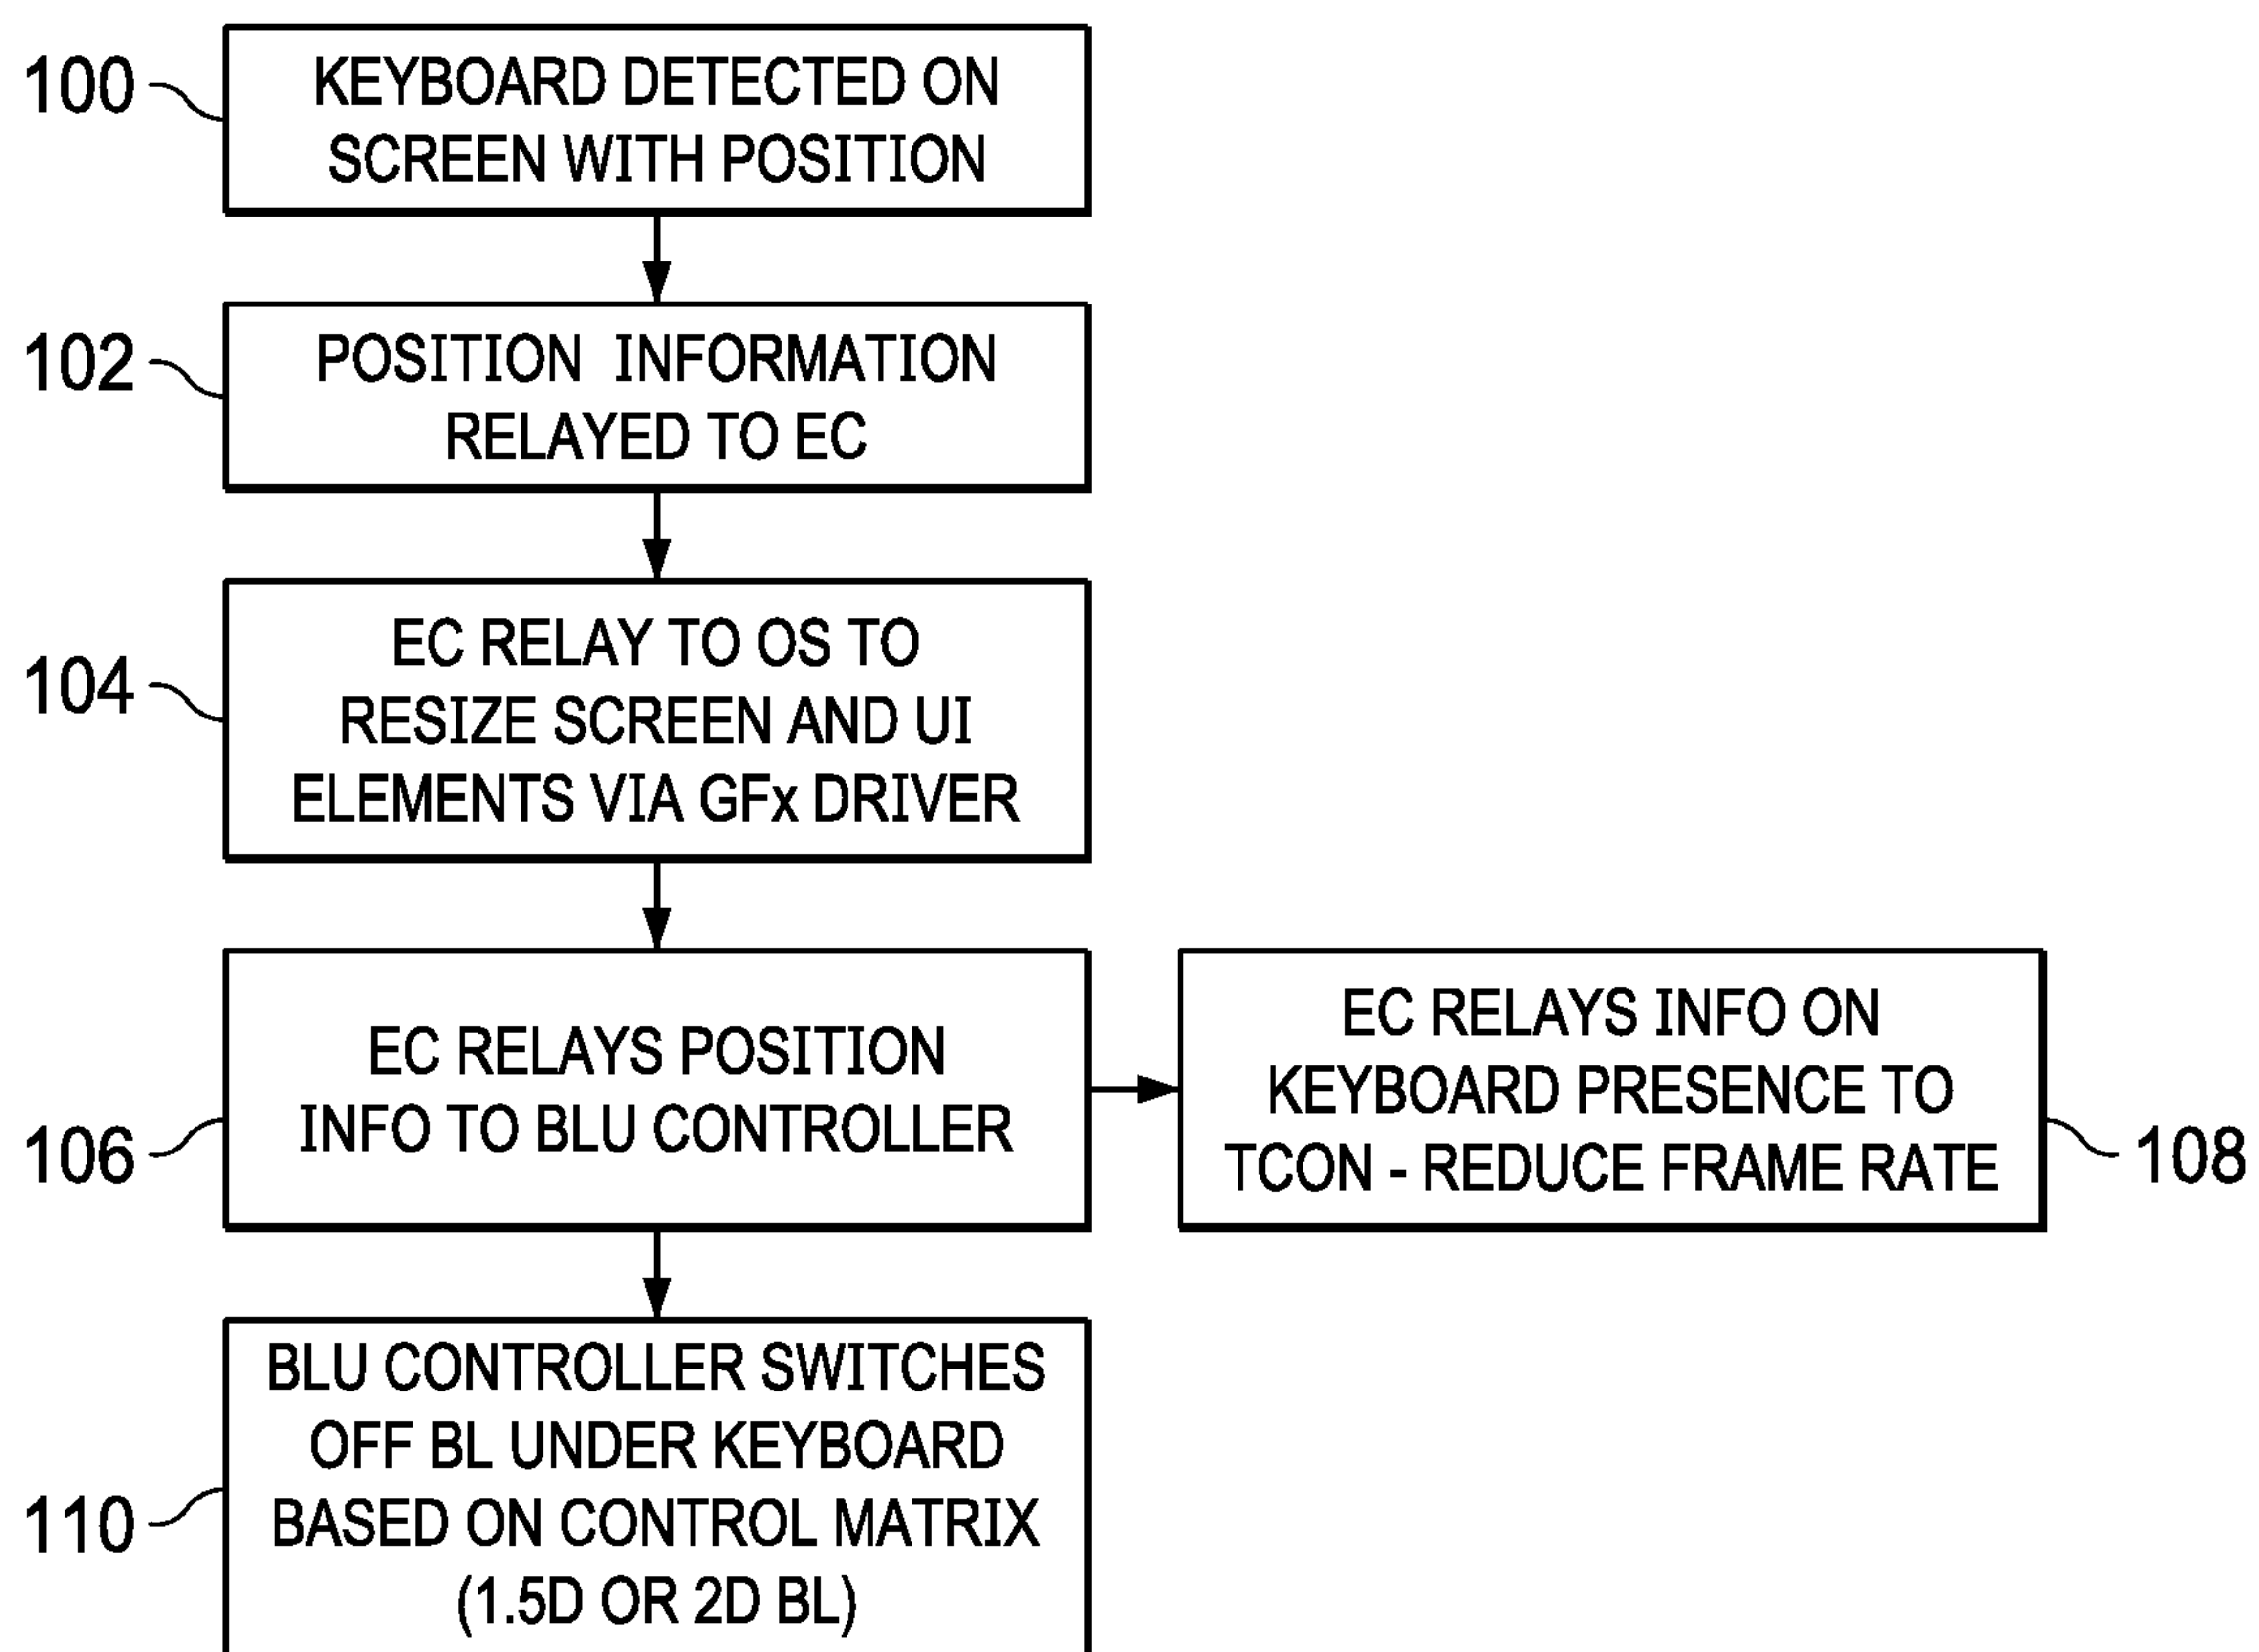 100
KEYBOARD DETECTED ON
SCREEN WITH POSITION
102
POSITION INFORMATION
RELAYED TO EC
104
EC RELAY TO OS TO
RESIZE SCREEN AND UI
ELEMENTS VIA GFx DRIVER
106
EC RELAYS POSITION
INFO TO BLU CONTROLLER
EC RELAYS INFO ON
KEYBOARD PRESENCE TO
TCON - REDUCE FRAME RATE
108
110
BLU CONTROLLER SWITCHES
OFF BL UNDER KEYBOARD
BASED ON CONTROL MATRIX
(1.5D OR 2D BL)